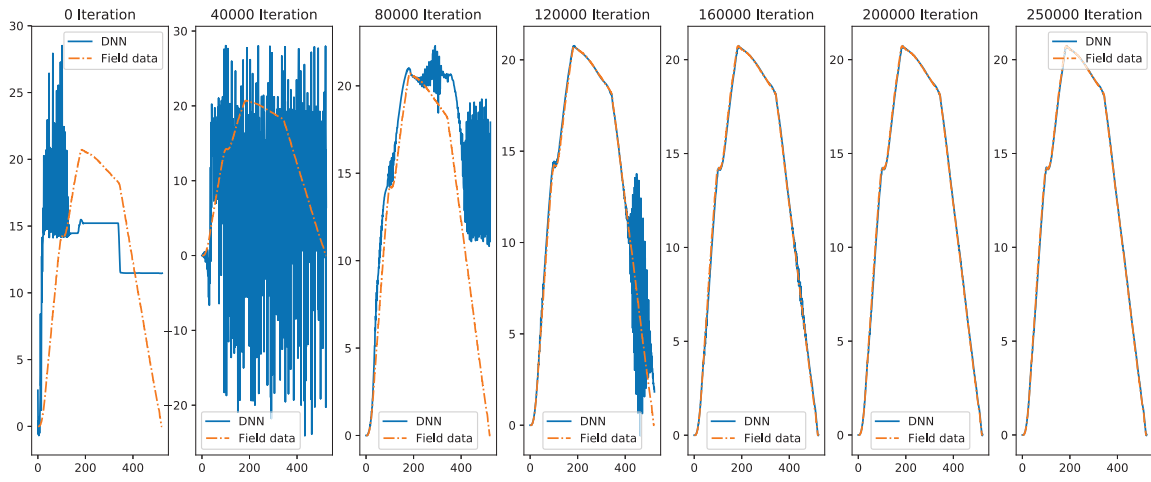 0 Iteration
30
25
20
15
10
5
0
0 200 400
DNN
Field data
40000 Iteration
30
20
10
0
−10
−20
0 200 400
DNN
Field data
80000 Iteration
20
15
10
5
0
0 200 400
DNN
Field data
120000 Iteration
20
15
10
5
0
0 200 400
DNN
Field data
160000 Iteration
20
15
10
5
0
0 200 400
DNN
Field data
200000 Iteration
20
15
10
5
0
0 200 400
DNN
Field data
250000 Iteration
20
15
10
5
0
0 200 400
DNN
Field data